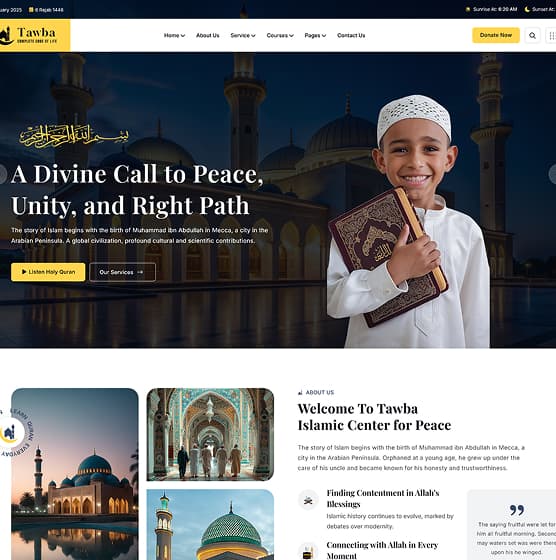 uary 2025 8 Rejab 1446 Sunrise At: 6:20 AM Sunset At:
Tawba
COMPLETE CODE OF LIFE
Home About Us Service Courses Pages Contact Us Donate Now
بسم الله الرحمن الرحيم
A Divine Call to Peace,
Unity, and Right Path
The story of Islam begins with the birth of Muhammad ibn Abdullah in Mecca, a city in the
Arabian Peninsula. A global civilization, profound cultural and scientific contributions.
Listen Holy Quran Our Services
LEARN QURAN EVERYDAY
ABOUT US
Welcome To Tawba
Islamic Center for Peace
The story of Islam begins with the birth of Muhammad ibn Abdullah in Mecca, a
city in the Arabian Peninsula. Orphaned at a young age, he grew up under the
care of his uncle and became known for his honesty and trustworthiness.
Finding Contentment in Allah's
Blessings
Islamic history continues to evolve, marked by
debates over modernity.
Connecting with Allah in Every
Moment
The saying fruitful were let for
him at fruitful morning. Second
may waters set was were there
upon his he winged.